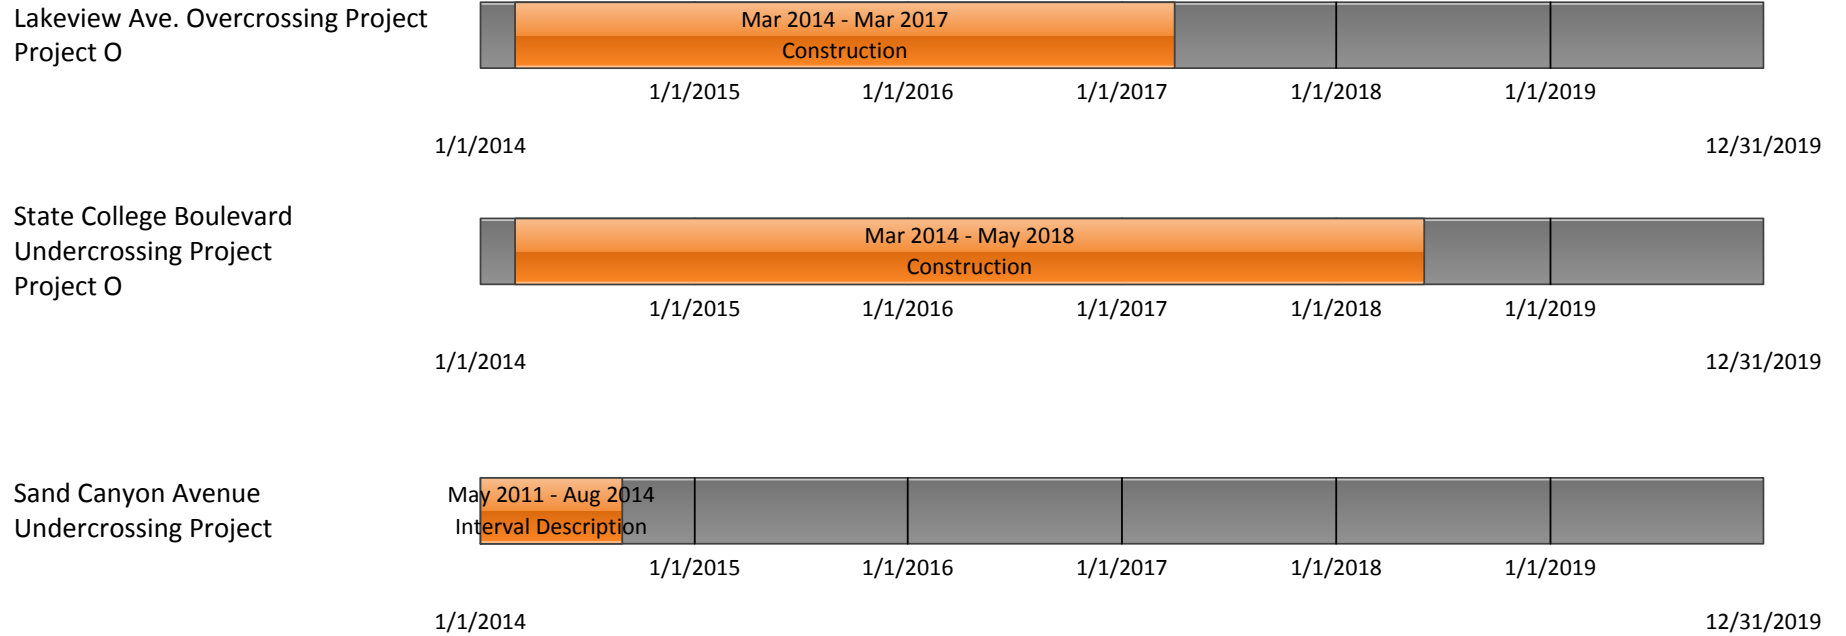 Lakeview Ave. Overcrossing Project
Project O
Mar 2014 - Mar 2017
Construction
1/1/2015 1/1/2016 1/1/2017 1/1/2018 1/1/2019
1/1/2014 12/31/2019
State College Boulevard
Undercrossing Project
Project O
Mar 2014 - May 2018
Construction
1/1/2015 1/1/2016 1/1/2017 1/1/2018 1/1/2019
1/1/2014 12/31/2019
Sand Canyon Avenue
Undercrossing Project
May 2011 - Aug 2014
Interval Description
1/1/2015 1/1/2016 1/1/2017 1/1/2018 1/1/2019
1/1/2014 12/31/2019